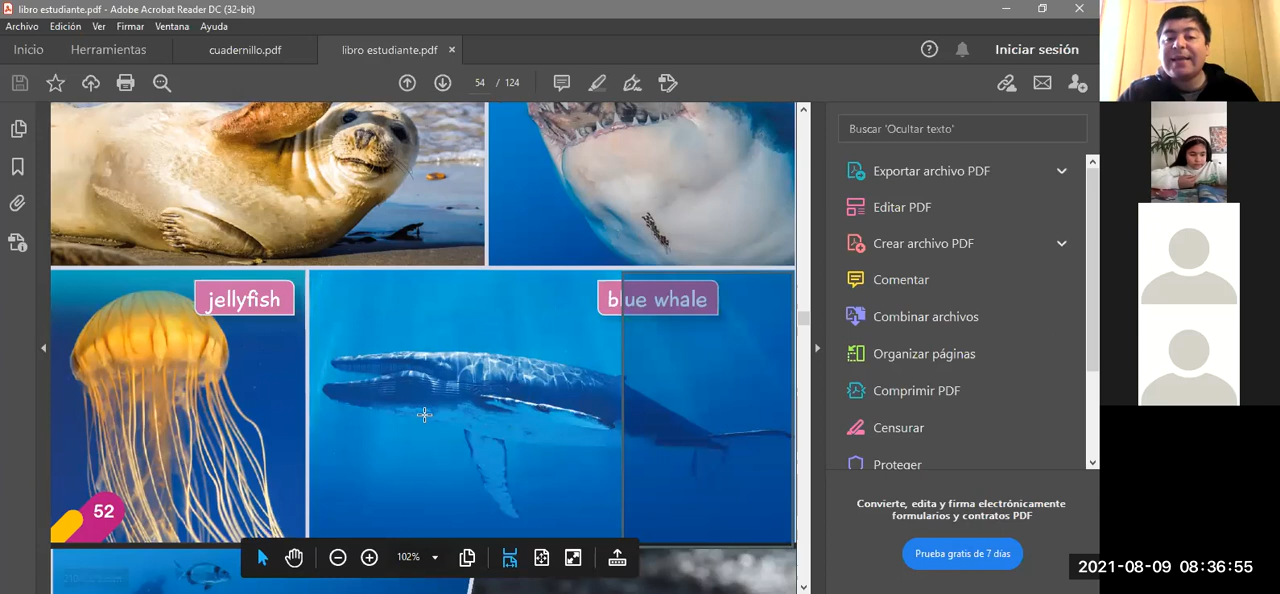 libro estudiante.pdf - Adobe Acrobat Reader DC (32-bit)
Archivo Edición Ver Firmar Ventana Ayuda
Inicio Herramientas cuadernillo.pdf libro estudiante.pdf × Iniciar sesión
54 / 124
Buscar 'Ocultar texto'
Exportar archivo PDF
Editar PDF
Crear archivo PDF
Comentar
Combinar archivos
Organizar páginas
Comprimir PDF
Censurar
Proteger
jellyfish
blue whale
52
102%
Convierte, edita y firma electrónicamente
formularios y contratos PDF
Prueba gratis de 7 días
2021-08-09 08:36:55